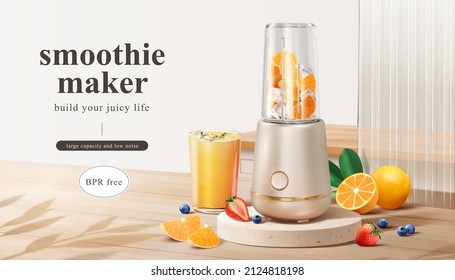 smoothie
maker
build your juicy life
large capacity and low noise
BPR free
shutterstock.com · 2124818198